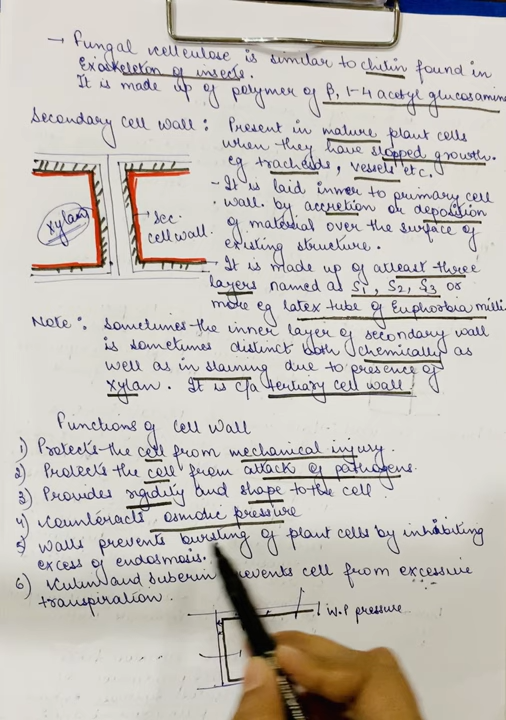 → Fungal cellulose is similar to chitin found in
Exoskeleton of insects.
It is made up of polymer of β, 1-4 acetyl glucosamine
Secondary cell wall : Present in mature plant cells
when they have stopped growth.
eg tracheids, vessels etc.
- It is laid inner to primary cell
wall by accretion or deposition
of material over the surface of
existing structure.
- It is made up of atleast three
layers named as S1, S2, S3 or
more eg latex tube of Euphorbia milli.
xylan
→ sec.
cell wall.
Note : Sometimes the inner layer of secondary wall
is sometimes distinct both chemically as
well as in staining due to presence of
xylan. It is c/a tertiary cell wall
Functions of Cell Wall
1) Protects the cell from mechanical injury.
2) Protects the cell from attack of pathogens.
3) Provides rigidity and shape to the cell.
4) Counteracts osmotic pressure
5) Walls prevents bursting of plant cells by inhibiting
excess of endosmosis.
6) and suberin prevents cell from excessive
transpiration.
W.P pressure